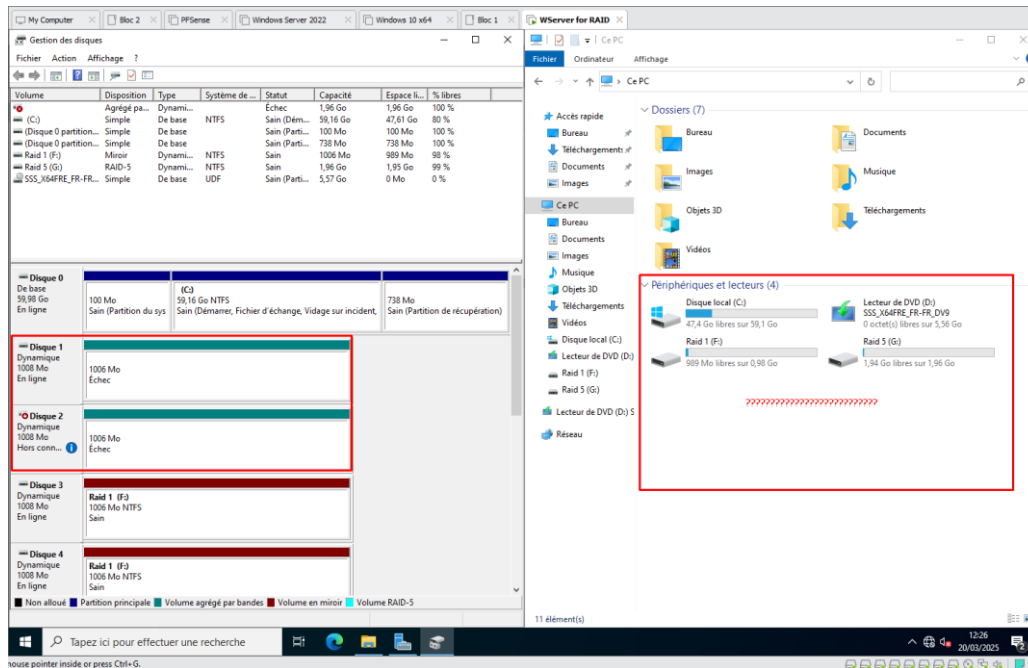 My Computer Bloc 2 PFSense Windows Server 2022 Windows 10 x64 Bloc 1 WServer for RAID
Gestion des disques
Fichier Action Affichage ?
Volume Disposition Type Système de ... Statut Capacité Espace li... % libres
Agrégé pa... Dynami... Échec 1,96 Go 1,96 Go 100 %
(C:) Simple De base NTFS Sain (Dém... 59,16 Go 47,61 Go 80 %
(Disque 0 partition... Simple De base Sain (Parti... 100 Mo 100 Mo 100 %
(Disque 0 partition... Simple De base Sain (Parti... 738 Mo 738 Mo 100 %
Raid 1 (F:) Miroir Dynami... NTFS Sain 1006 Mo 989 Mo 98 %
Raid 5 (G:) RAID-5 Dynami... NTFS Sain 1,96 Go 1,95 Go 99 %
SSS_X64FRE_FR-FR... Simple De base UDF Sain (Parti... 5,57 Go 0 Mo 0 %
Disque 0
De base
59,98 Go
En ligne
100 Mo
Sain (Partition du sys
(C:)
59,16 Go NTFS
Sain (Démarrer, Fichier d'échange, Vidage sur incident,
738 Mo
Sain (Partition de récupération)
Disque 1
Dynamique
1008 Mo
En ligne
1006 Mo
Échec
Disque 2
Dynamique
1008 Mo
Hors conn...
1006 Mo
Échec
Disque 3
Dynamique
1008 Mo
En ligne
Raid 1 (F:)
1006 Mo NTFS
Sain
Disque 4
Dynamique
1008 Mo
En ligne
Raid 1 (F:)
1006 Mo NTFS
Sain
Non alloué Partition principale Volume agrégé par bandes Volume en miroir Volume RAID-5
Ce PC
Fichier Ordinateur Affichage
Ce PC
Accès rapide
Bureau
Téléchargements
Documents
Images
Ce PC
Bureau
Documents
Images
Musique
Objets 3D
Téléchargements
Vidéos
Disque local (C:)
Lecteur de DVD (D:)
Raid 1 (F:)
Raid 5 (G:)
Lecteur de DVD (D:) S
Réseau
Dossiers (7)
Bureau
Documents
Images
Musique
Objets 3D
Téléchargements
Vidéos
Périphériques et lecteurs (4)
Disque local (C:)
47,4 Go libres sur 59,1 Go
Lecteur de DVD (D:)
SSS_X64FRE_FR-FR_DV9
0 octet(s) libres sur 5,56 Go
Raid 1 (F:)
989 Mo libres sur 0,98 Go
Raid 5 (G:)
1,94 Go libres sur 1,96 Go
???????????????????????????
11 élément(s)
Tapez ici pour effectuer une recherche
12:26
20/03/2025
mouse pointer inside or press Ctrl+G.